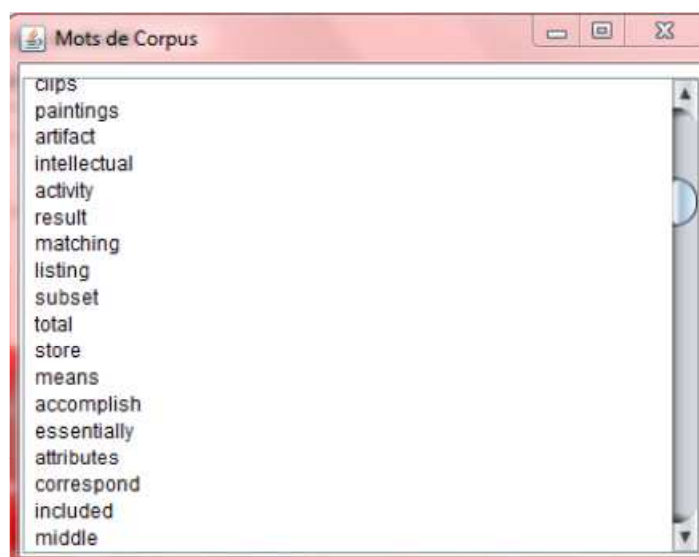 Mots de Corpus
clips
paintings
artifact
intellectual
activity
result
matching
listing
subset
total
store
means
accomplish
essentially
attributes
correspond
included
middle